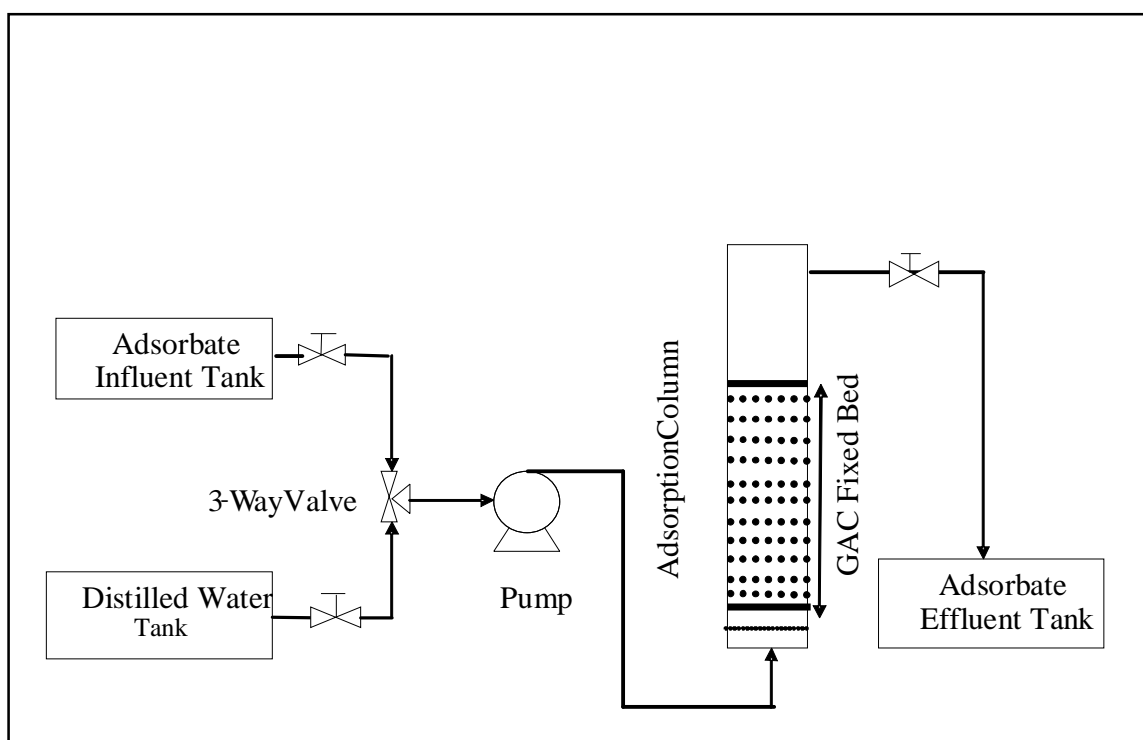 Adsorbate
Influent Tank
3-WayValve
Distilled Water
Tank
Pump
AdsorptionColumn
GAC Fixed Bed
Adsorbate
Effluent Tank